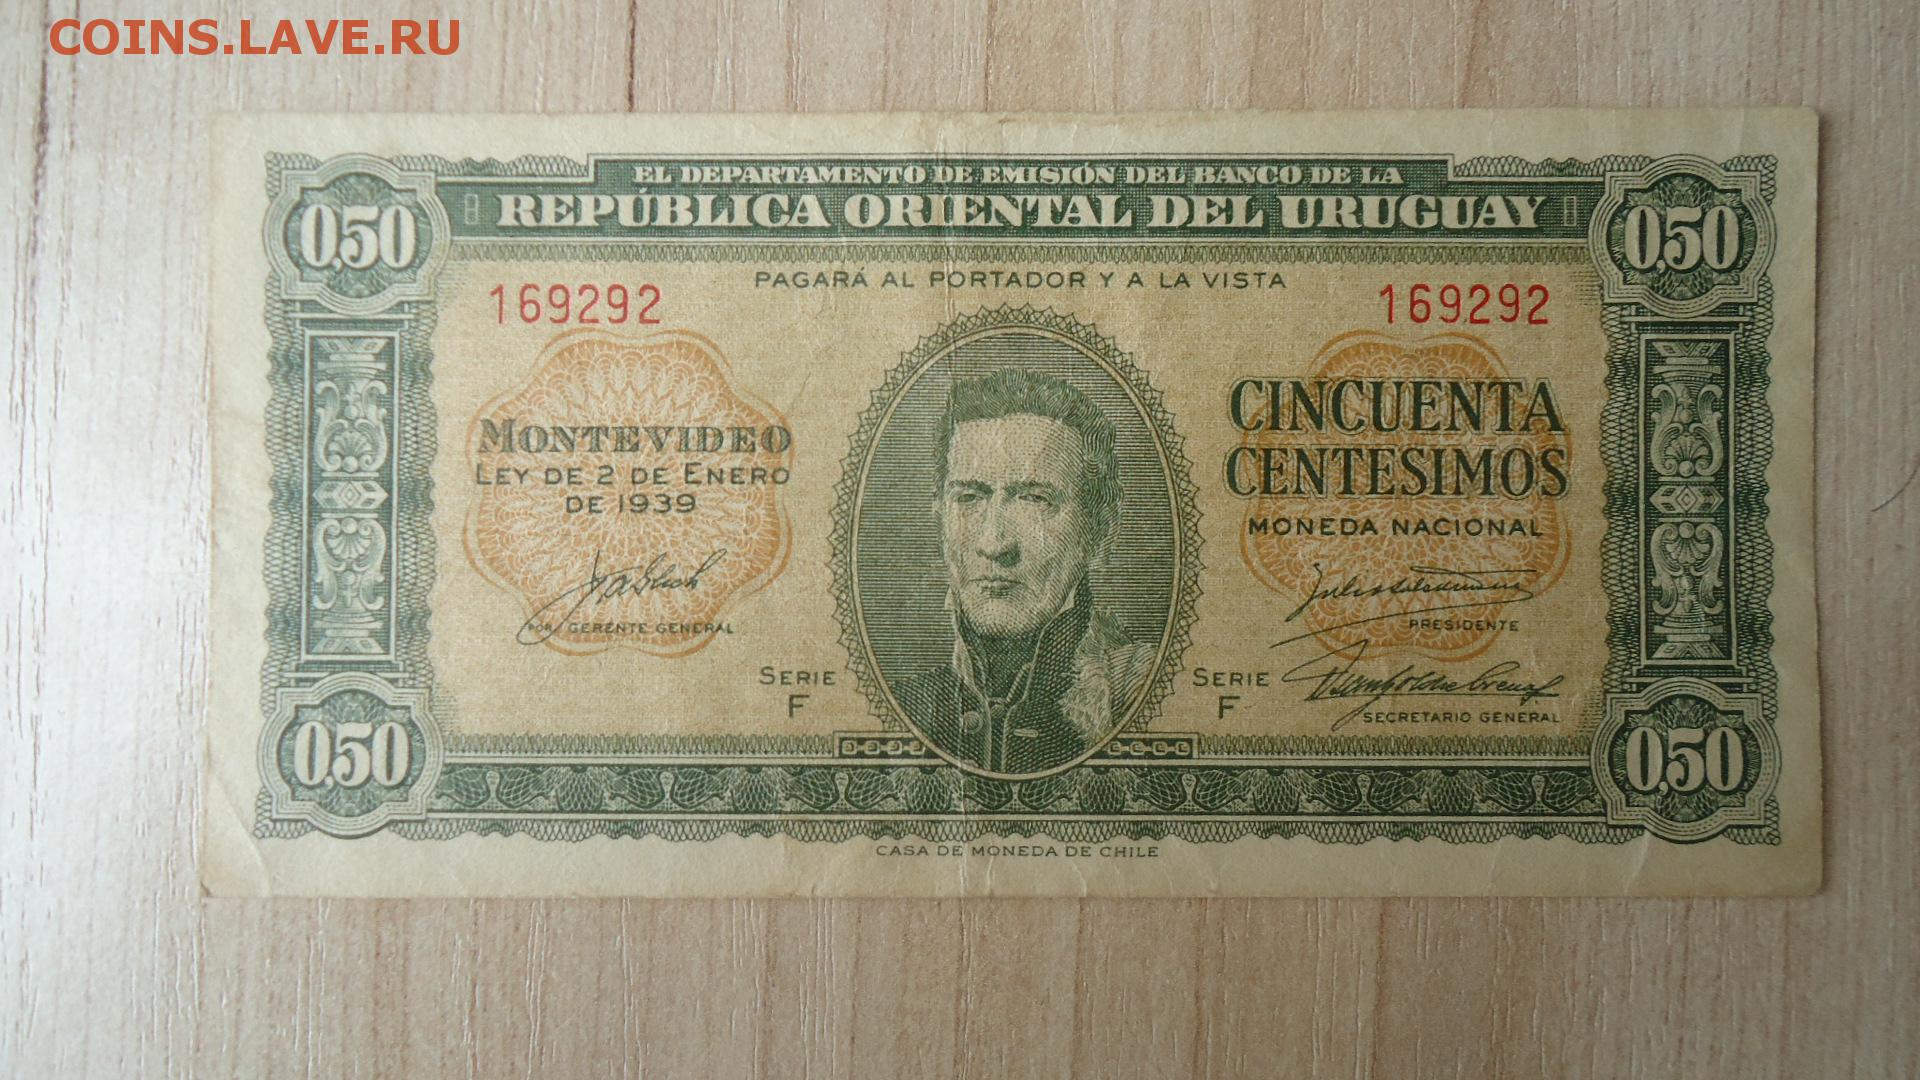 COINS.LAVE.RU
EL DEPARTAMENTO DE EMISIÓN DEL BANCO DE LA
REPÚBLICA ORIENTAL DEL URUGUAY
0,50
0,50
PAGARÁ AL PORTADOR Y A LA VISTA
169292
169292
MONTEVIDEO
LEY DE 2 DE ENERO
DE 1939
CINCUENTA
CENTESIMOS
MONEDA NACIONAL
POR GERENTE GENERAL
PRESIDENTE
SERIE
F
SERIE
F
SECRETARIO GENERAL
0,50
0,50
CASA DE MONEDA DE CHILE